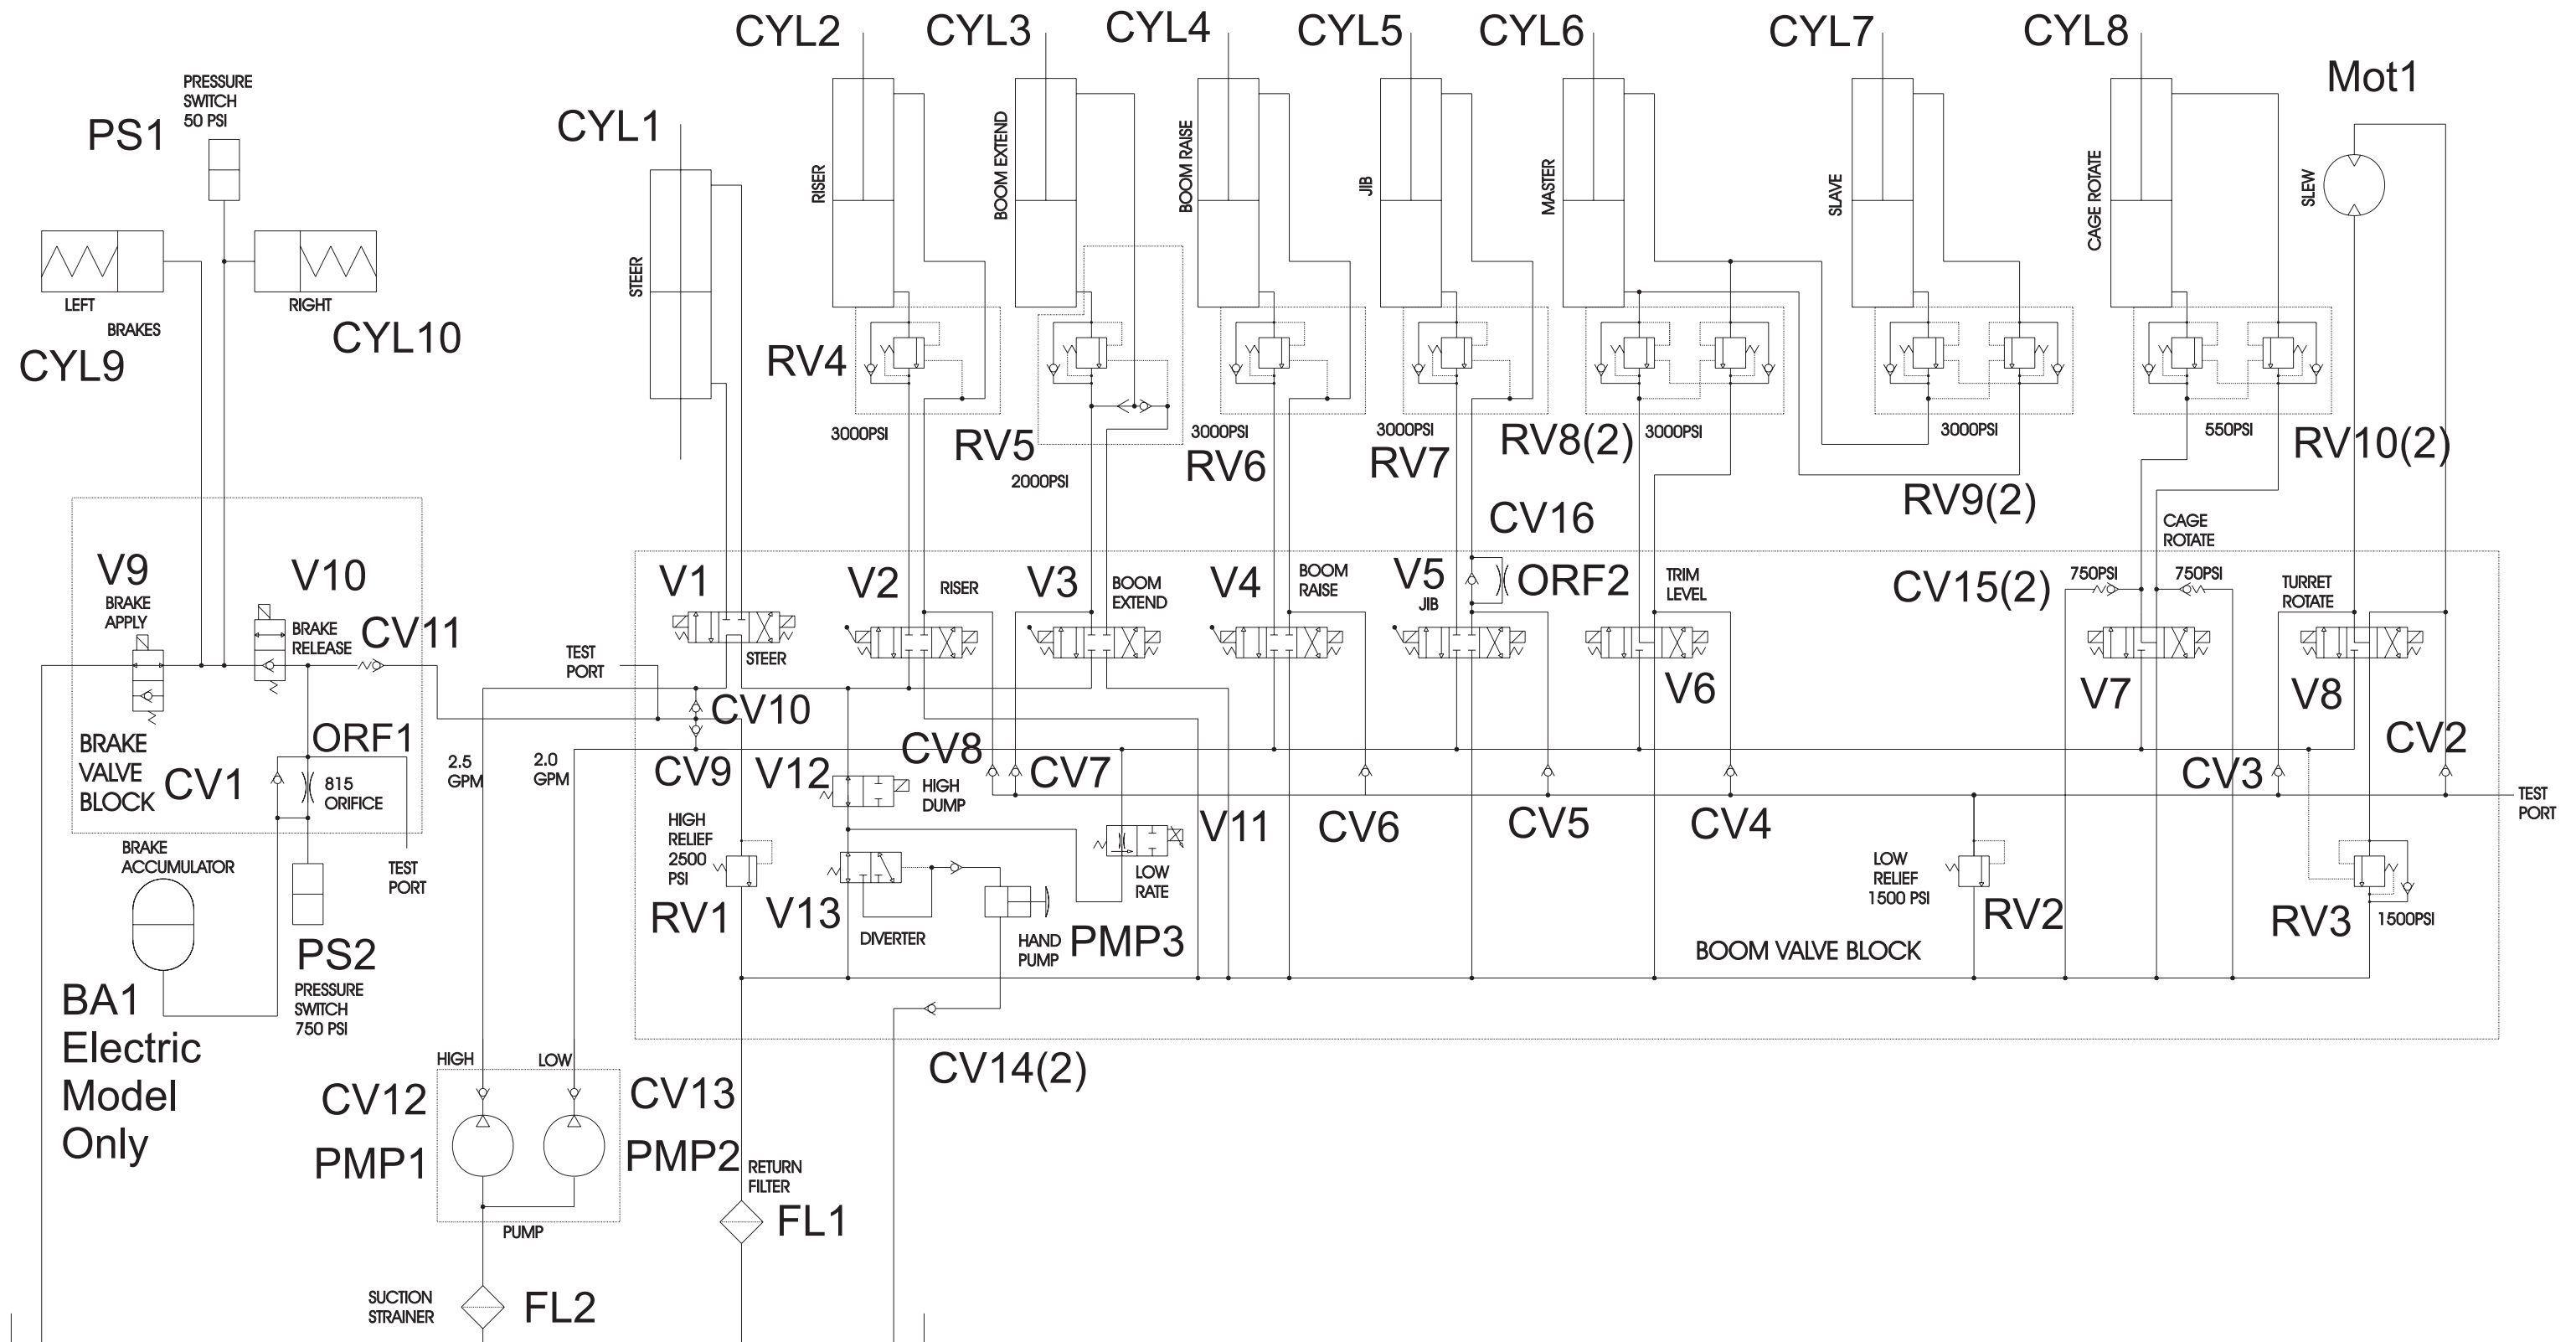 CYL2
CYL3
CYL4
CYL5
CYL6
CYL7
CYL8
Mot1
PRESSURE
SWITCH
50 PSI
PS1
CYL1
STEER
RISER
BOOM EXTEND
BOOM RAISE
JIB
MASTER
SLAVE
CAGE ROTATE
SLEW
LEFT
BRAKES
RIGHT
CYL9
CYL10
RV4
3000PSI
RV5
2000PSI
3000PSI
RV6
3000PSI
RV7
RV8(2)
3000PSI
3000PSI
RV9(2)
550PSI
RV10(2)
CV16
CAGE
ROTATE
V9
BRAKE
APPLY
V10
BRAKE
RELEASE
CV11
V1
STEER
V2
RISER
V3
BOOM
EXTEND
V4
BOOM
RAISE
V5
JIB
ORF2
TRIM
LEVEL
V6
CV15(2)
750PSI
750PSI
V7
TURRET
ROTATE
V8
TEST
PORT
CV10
BRAKE
VALVE
BLOCK
CV1
ORF1
815
ORIFICE
2.5
GPM
2.0
GPM
CV9
V12
CV8
HIGH
DUMP
CV7
V11
CV6
CV5
CV4
CV3
CV2
TEST
PORT
BRAKE
ACCUMULATOR
TEST
PORT
HIGH
RELIEF
2500
PSI
RV1
V13
DIVERTER
HAND
PUMP
PMP3
LOW
RATE
LOW
RELIEF
1500 PSI
RV2
RV3
1500PSI
BOOM VALVE BLOCK
PS2
PRESSURE
SWITCH
750 PSI
BA1
Electric
Model
Only
HIGH
LOW
CV12
CV13
CV14(2)
PMP1
PMP2
PUMP
RETURN
FILTER
FL1
SUCTION
STRAINER
FL2